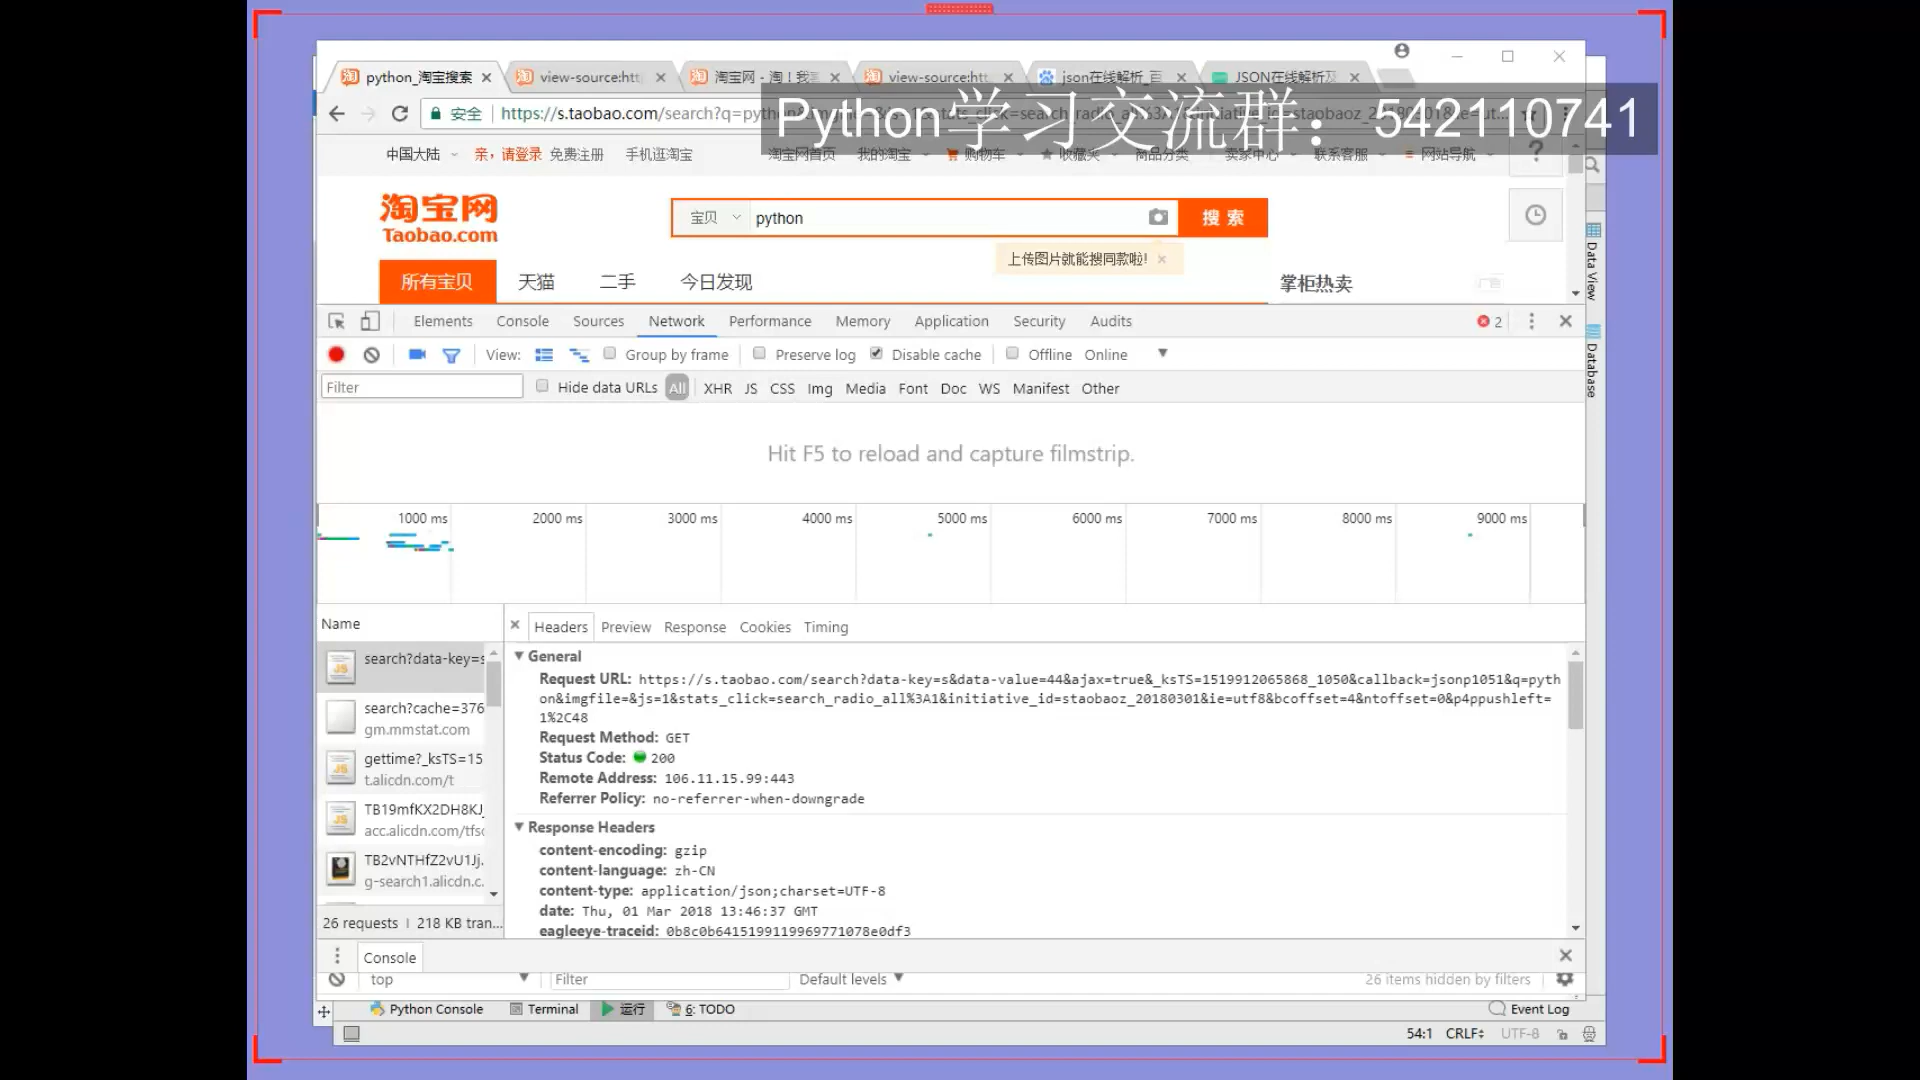 python_淘宝搜索
view-source:htt
淘宝网 - 淘！我
view-source:htt
json在线解析_百
JSON在线解析及
安全
https://s.taobao.com/search?q=pyth
Python学习交流群：542110741
中国大陆
亲，请登录
免费注册
手机逛淘宝
淘宝网首页
我的淘宝
购物车
收藏夹
商品分类
卖家中心
联系客服
网站导航
淘宝网
Taobao.com
宝贝
python
搜索
上传图片就能搜同款啦!
所有宝贝
天猫
二手
今日发现
掌柜热卖
Data View
Database
Elements
Console
Sources
Network
Performance
Memory
Application
Security
Audits
2
View:
Group by frame
Preserve log
Disable cache
Offline
Online
Filter
Hide data URLs
All
XHR
JS
CSS
Img
Media
Font
Doc
WS
Manifest
Other
Hit F5 to reload and capture filmstrip.
1000 ms
2000 ms
3000 ms
4000 ms
5000 ms
6000 ms
7000 ms
8000 ms
9000 ms
Name
Headers
Preview
Response
Cookies
Timing
search?data-key=s
search?cache=376
gm.mmstat.com
gettime?_ksTS=15
t.alicdn.com/t
TB19mfKX2DH8KJ
acc.alicdn.com/tfsc
TB2vNTHfZ2vU1Jj.
g-search1.alicdn.c.
26 requests | 218 KB tran...
General
Request URL: https://s.taobao.com/search?data-key=s&data-value=44&ajax=true&_ksTS=1519912065868_1050&callback=jsonp1051&q=pyth
on&imgfile=&js=1&stats_click=search_radio_all%3A1&initiative_id=staobaoz_20180301&ie=utf8&bcoffset=4&ntoffset=0&p4ppushleft=
1%2C48
Request Method: GET
Status Code: 200
Remote Address: 106.11.15.99:443
Referrer Policy: no-referrer-when-downgrade
Response Headers
content-encoding: gzip
content-language: zh-CN
content-type: application/json;charset=UTF-8
date: Thu, 01 Mar 2018 13:46:37 GMT
eagleeye-traceid: 0b8c0b6415199119969771078e0df3
Console
top
Filter
Default levels
26 items hidden by filters
Python Console
Terminal
运行
6: TODO
Event Log
54:1
CRLF
UTF-8